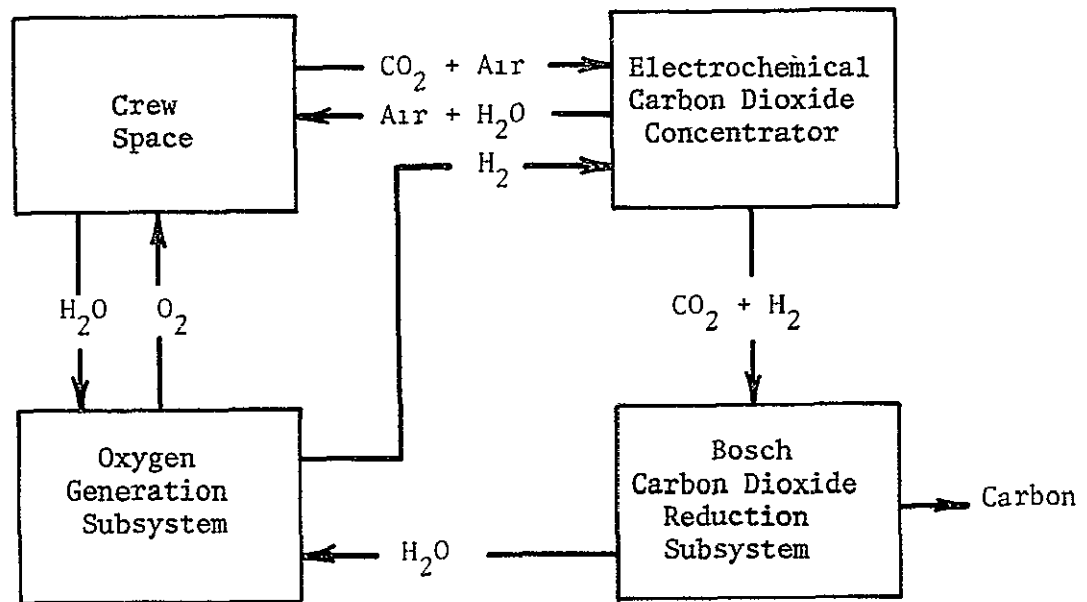 Crew
Space
CO2 + Air
Air + H2O
H2
Electrochemical
Carbon Dioxide
Concentrator
H2O
O2
CO2 + H2
Oxygen
Generation
Subsystem
H2O
Bosch
Carbon Dioxide
Reduction
Subsystem
Carbon